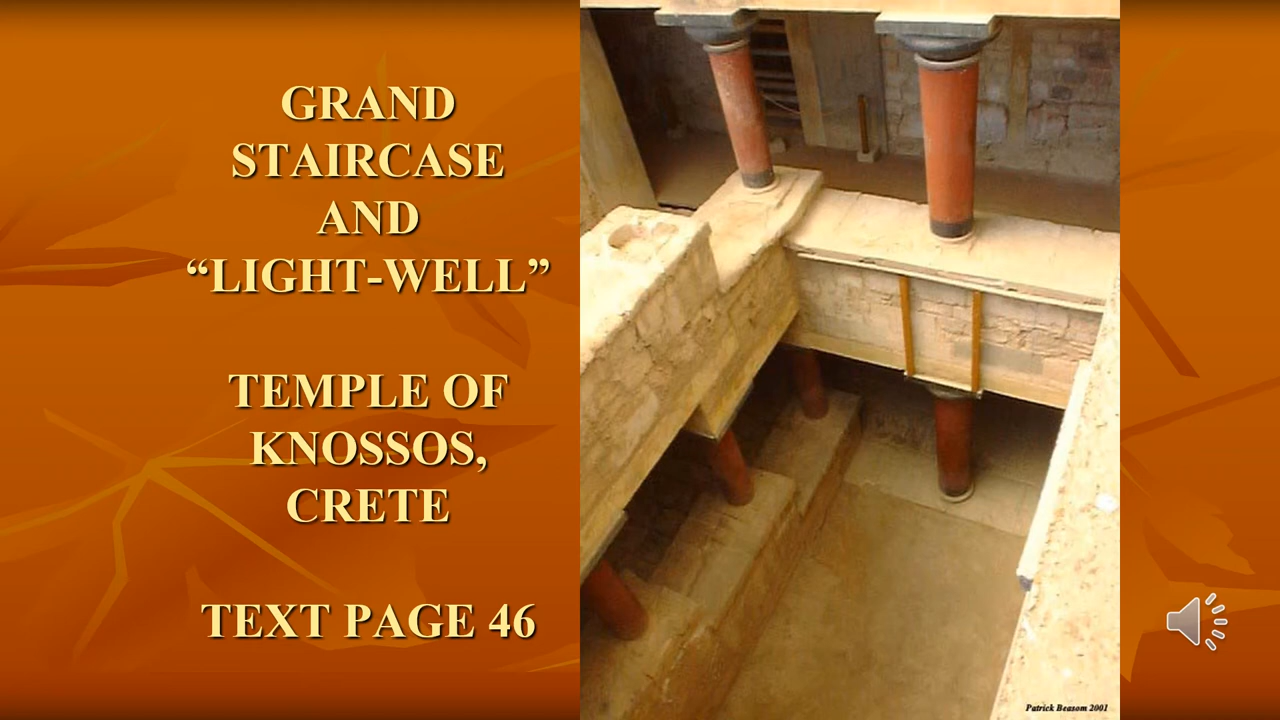 GRAND
STAIRCASE
AND
“LIGHT-WELL”
TEMPLE OF
KNOSSOS,
CRETE
TEXT PAGE 46
Patrick Beasom 2001